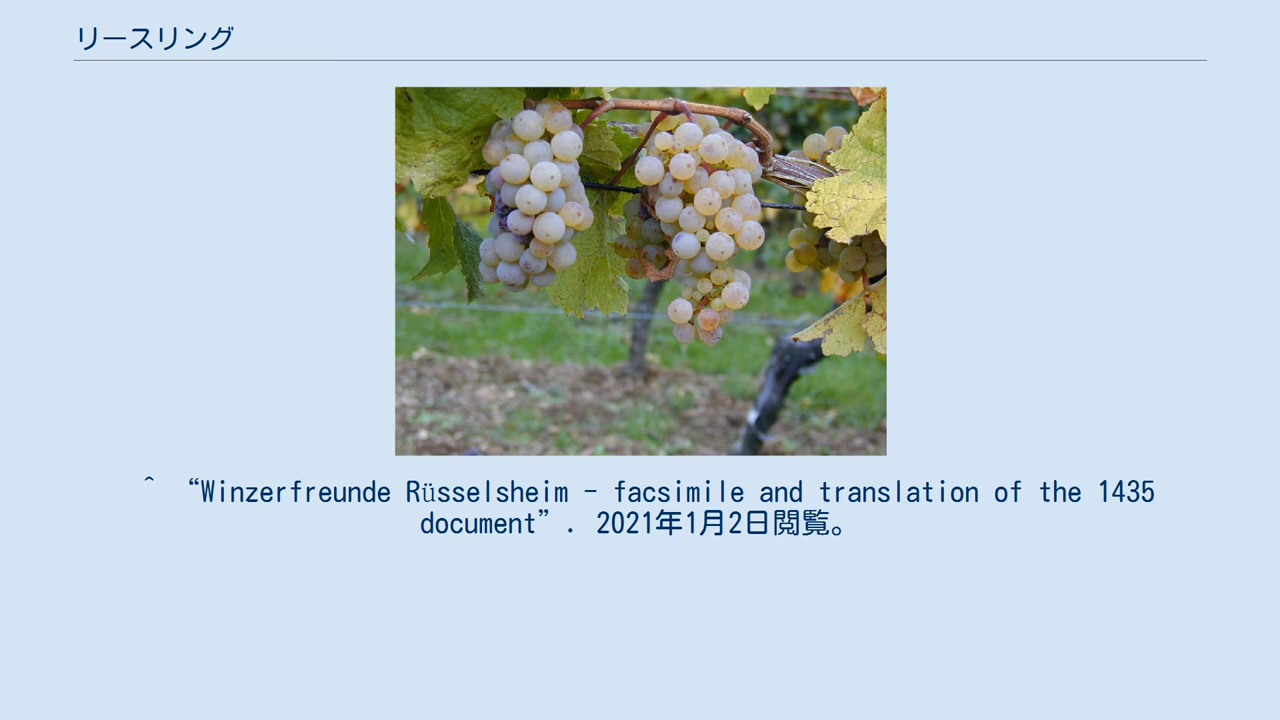 リースリング
^ “Winzerfreunde Rüsselsheim - facsimile and translation of the 1435
document”. 2021年1月2日閲覧。